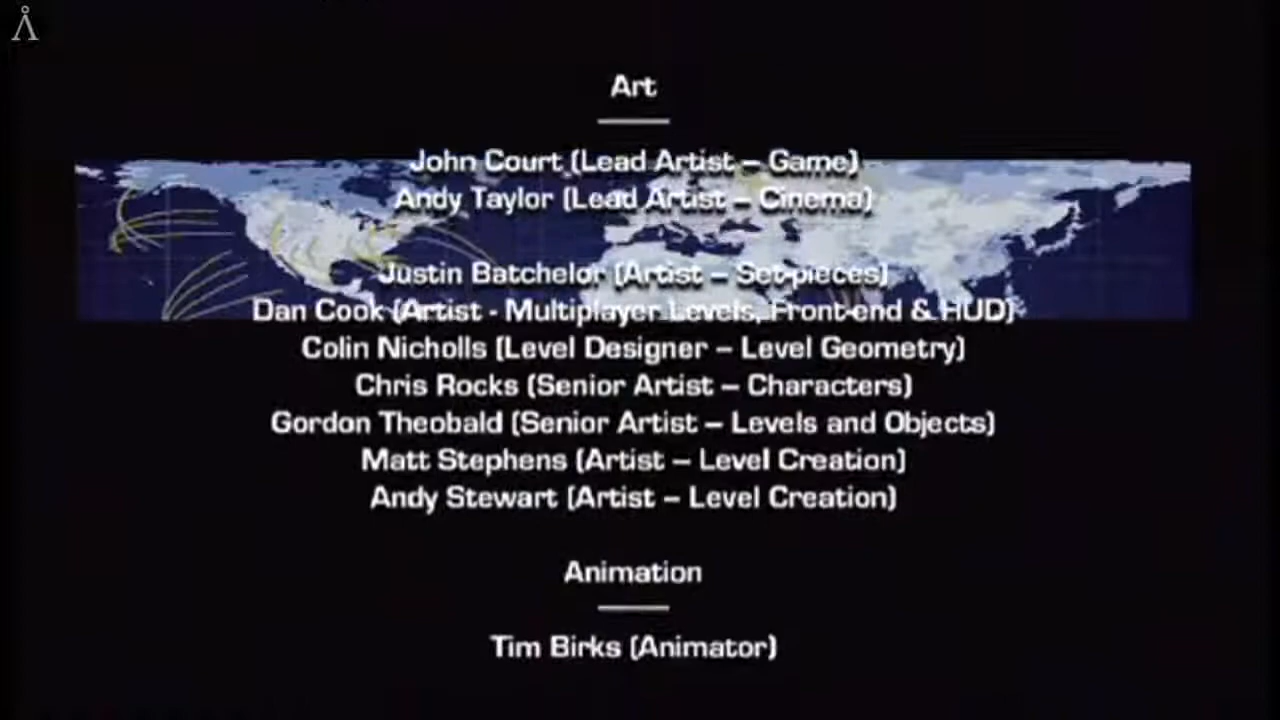 Å
Art
John Court (Lead Artist – Game)
Andy Taylor (Lead Artist – Cinema)
Justin Batchelor (Artist – Set-pieces)
Dan Cook (Artist - Multiplayer Levels, Front-end & HUD)
Colin Nicholls (Level Designer – Level Geometry)
Chris Rocks (Senior Artist – Characters)
Gordon Theobald (Senior Artist – Levels and Objects)
Matt Stephens (Artist – Level Creation)
Andy Stewart (Artist – Level Creation)
Animation
Tim Birks (Animator)